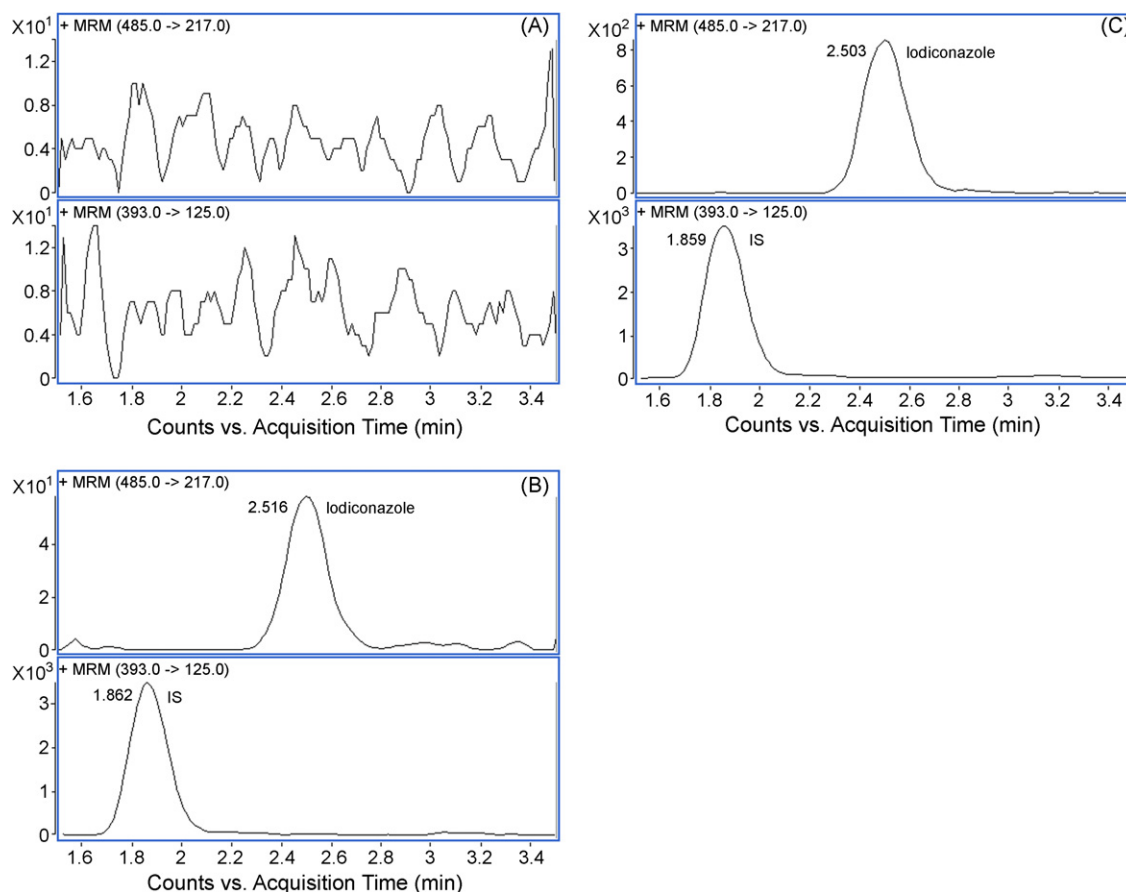 X10¹ + MRM (485.0 -> 217.0) (A)
1.2
0.8
0.4
0
X10¹ + MRM (393.0 -> 125.0)
1.2
0.8
0.4
0
1.6 1.8 2 2.2 2.4 2.6 2.8 3 3.2 3.4
Counts vs. Acquisition Time (min)
X10² + MRM (485.0 -> 217.0) (C)
8
2.503 Iodiconazole
6
4
2
0
X10³ + MRM (393.0 -> 125.0)
3
1.859 IS
2
1
0
1.6 1.8 2 2.2 2.4 2.6 2.8 3 3.2 3.4
Counts vs. Acquisition Time (min)
X10¹ + MRM (485.0 -> 217.0) (B)
2.516 Iodiconazole
4
2
0
X10³ + MRM (393.0 -> 125.0)
1.862 IS
3
2
1
0
1.6 1.8 2 2.2 2.4 2.6 2.8 3 3.2 3.4
Counts vs. Acquisition Time (min)